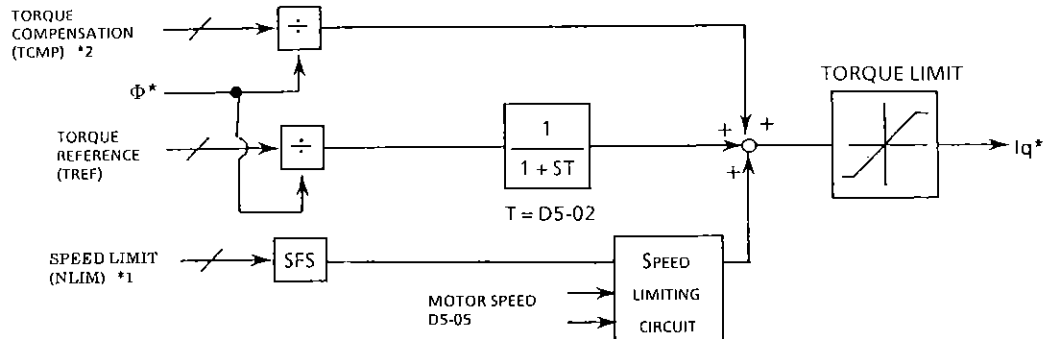 TORQUE
COMPENSATION
(TCMP) *2
÷
Φ*
TORQUE LIMIT
TORQUE
REFERENCE
(TREF)
÷
1
1 + ST
+
+
+
Iq*
T = D5-02
SPEED LIMIT
(NLIM) *1
SFS
SPEED
LIMITING
CIRCUIT
MOTOR SPEED
D5-05